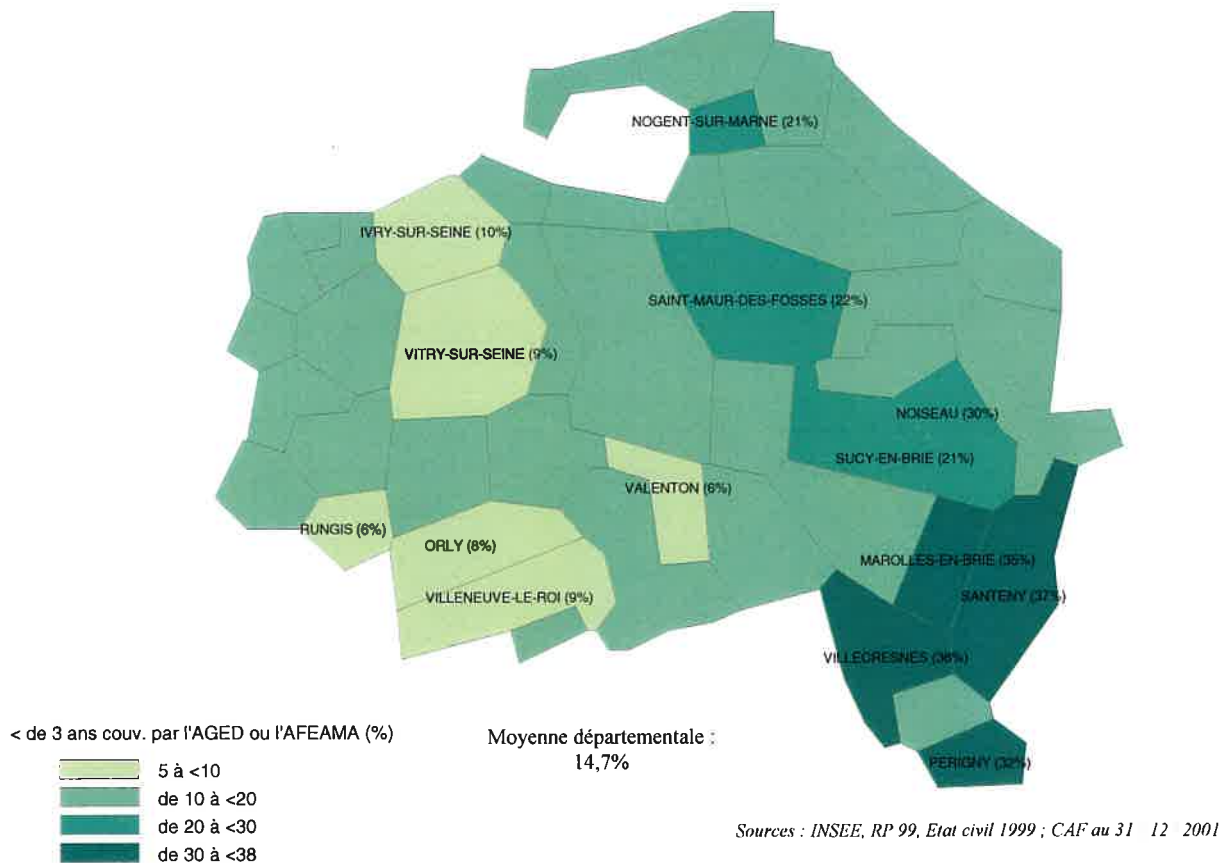 NOGENT-SUR-MARNE (21%)
IVRY-SUR-SEINE (10%)
SAINT-MAUR-DES-FOSSES (22%)
VITRY-SUR-SEINE (9%)
NOISEAU (30%)
SUCY-EN-BRIE (21%)
VALENTON (6%)
RUNGIS (6%)
ORLY (8%)
MAROLLES-EN-BRIE (35%)
VILLENEUVE-LE-ROI (9%)
SANTENY (37%)
VILLECRESNES (36%)
< de 3 ans couv. par l'AGED ou l'AFEAMA (%)
Moyenne départementale :
14,7%
PERIGNY (32%)
5 à <10
de 10 à <20
de 20 à <30
de 30 à <38
Sources : INSEE, RP 99, Etat civil 1999 ; CAF au 31 12 2001